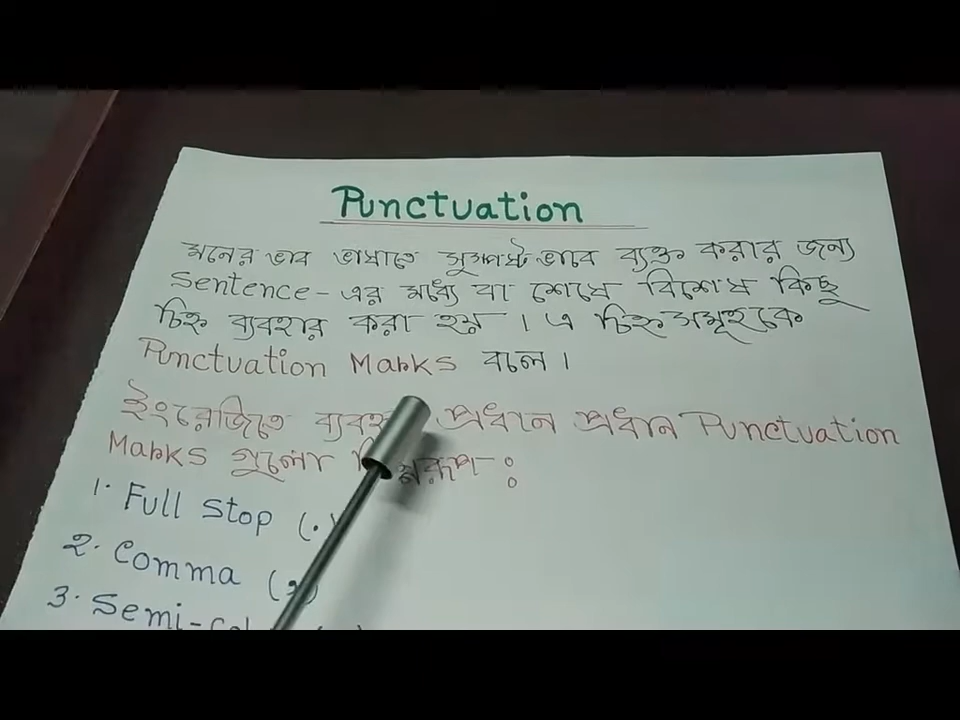 Punctuation
মনের ভাব ভাষাতে সুস্পষ্ট ভাবে ব্যক্ত করার জন্য
Sentence - এর মধ্যে বা শেষে বিশেষ কিছু
চিহ্ন ব্যবহার করা হয় । এ চিহ্নসমূহকে
Punctuation Marks বলে ।
ইংরেজিতে প্রধান প্রধান Punctuation
Marks গুলো :
1. Full Stop (.)
2. Comma (,)
3. Semi-